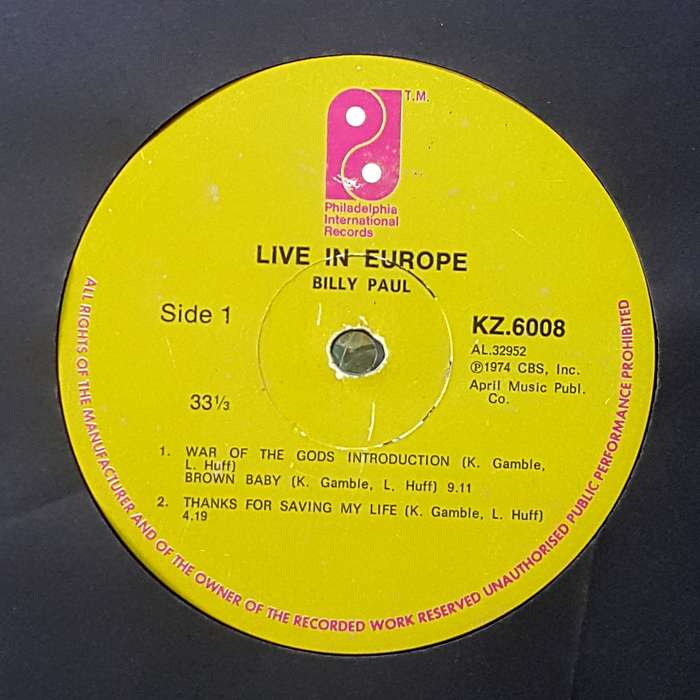 T.M.
Philadelphia
International
Records
LIVE IN EUROPE
BILLY PAUL
Side 1
KZ.6008
AL.32952
Ⓟ1974 CBS, Inc.
April Music Publ.
Co.
33⅓
1. WAR OF THE GODS INTRODUCTION (K. Gamble,
L. Huff)
BROWN BABY (K. Gamble, L. Huff) 9.11
2. THANKS FOR SAVING MY LIFE (K. Gamble, L. Huff)
4.19
ALL RIGHTS OF THE MANUFACTURER AND OF THE OWNER OF THE RECORDED WORK RESERVED UNAUTHORISED PUBLIC PERFORMANCE PROHIBITED